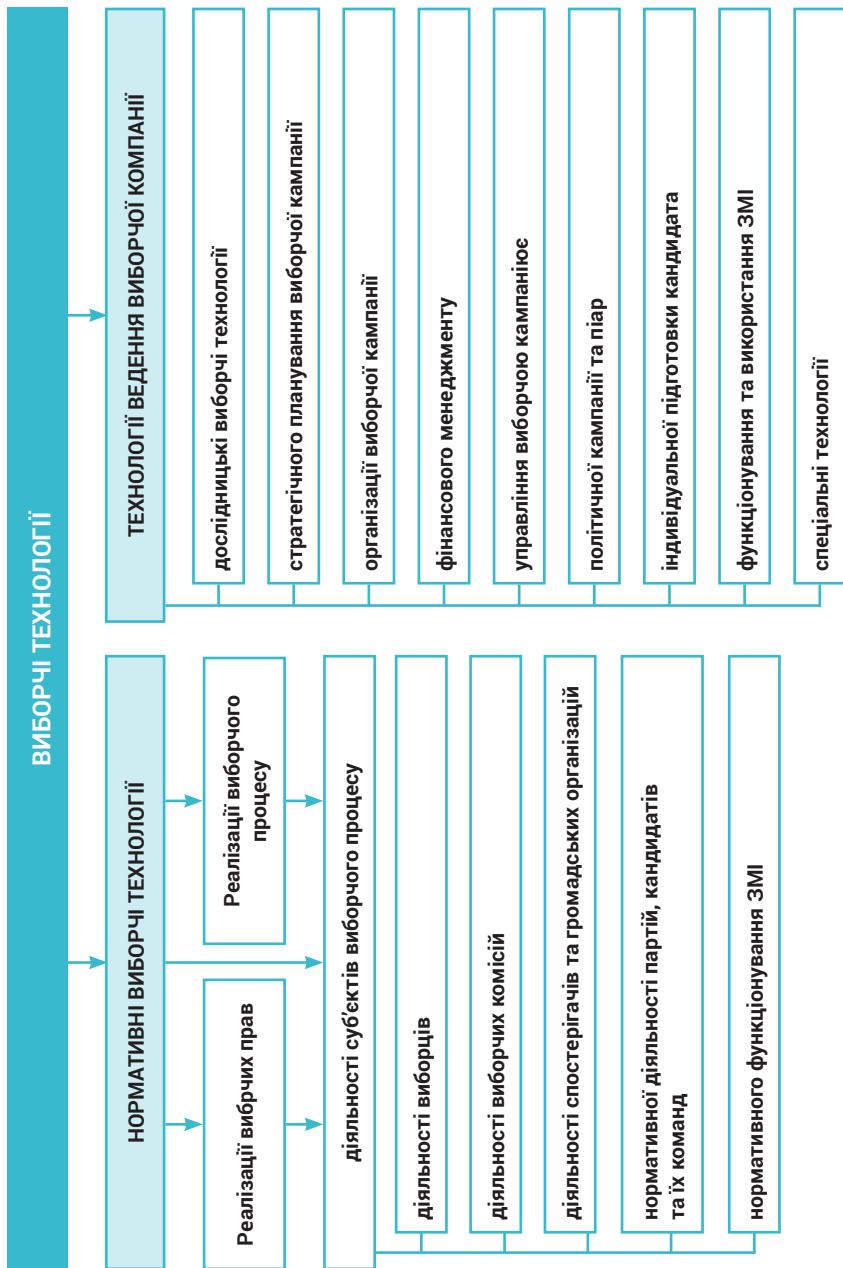 ВИБОРЧІ ТЕХНОЛОГІЇ
НОРМАТИВНІ ВИБОРЧІ ТЕХНОЛОГІЇ
Реалізації вибрчих прав
Реалізації виборчого
процесу
діяльності суб'єктів виборчого процесу
діяльності виборців
діяльності виборчих комісій
діяльності спостерігачів та громадських організацій
нормативної діяльності партій, кандидатів
та їх команд
нормативного функціонування ЗМІ
ТЕХНОЛОГІЇ ВЕДЕННЯ ВИБОРЧОЇ КОМПАНІЇ
дослідницькі виборчі технології
стратегічного планування виборчої кампанії
організації виборчої кампанії
фінансового менеджменту
управління виборчою кампанією́є
політичної кампанії та піар
індивідуальної підготовки кандидата
функціонування та використання ЗМІ
спеціальні технології